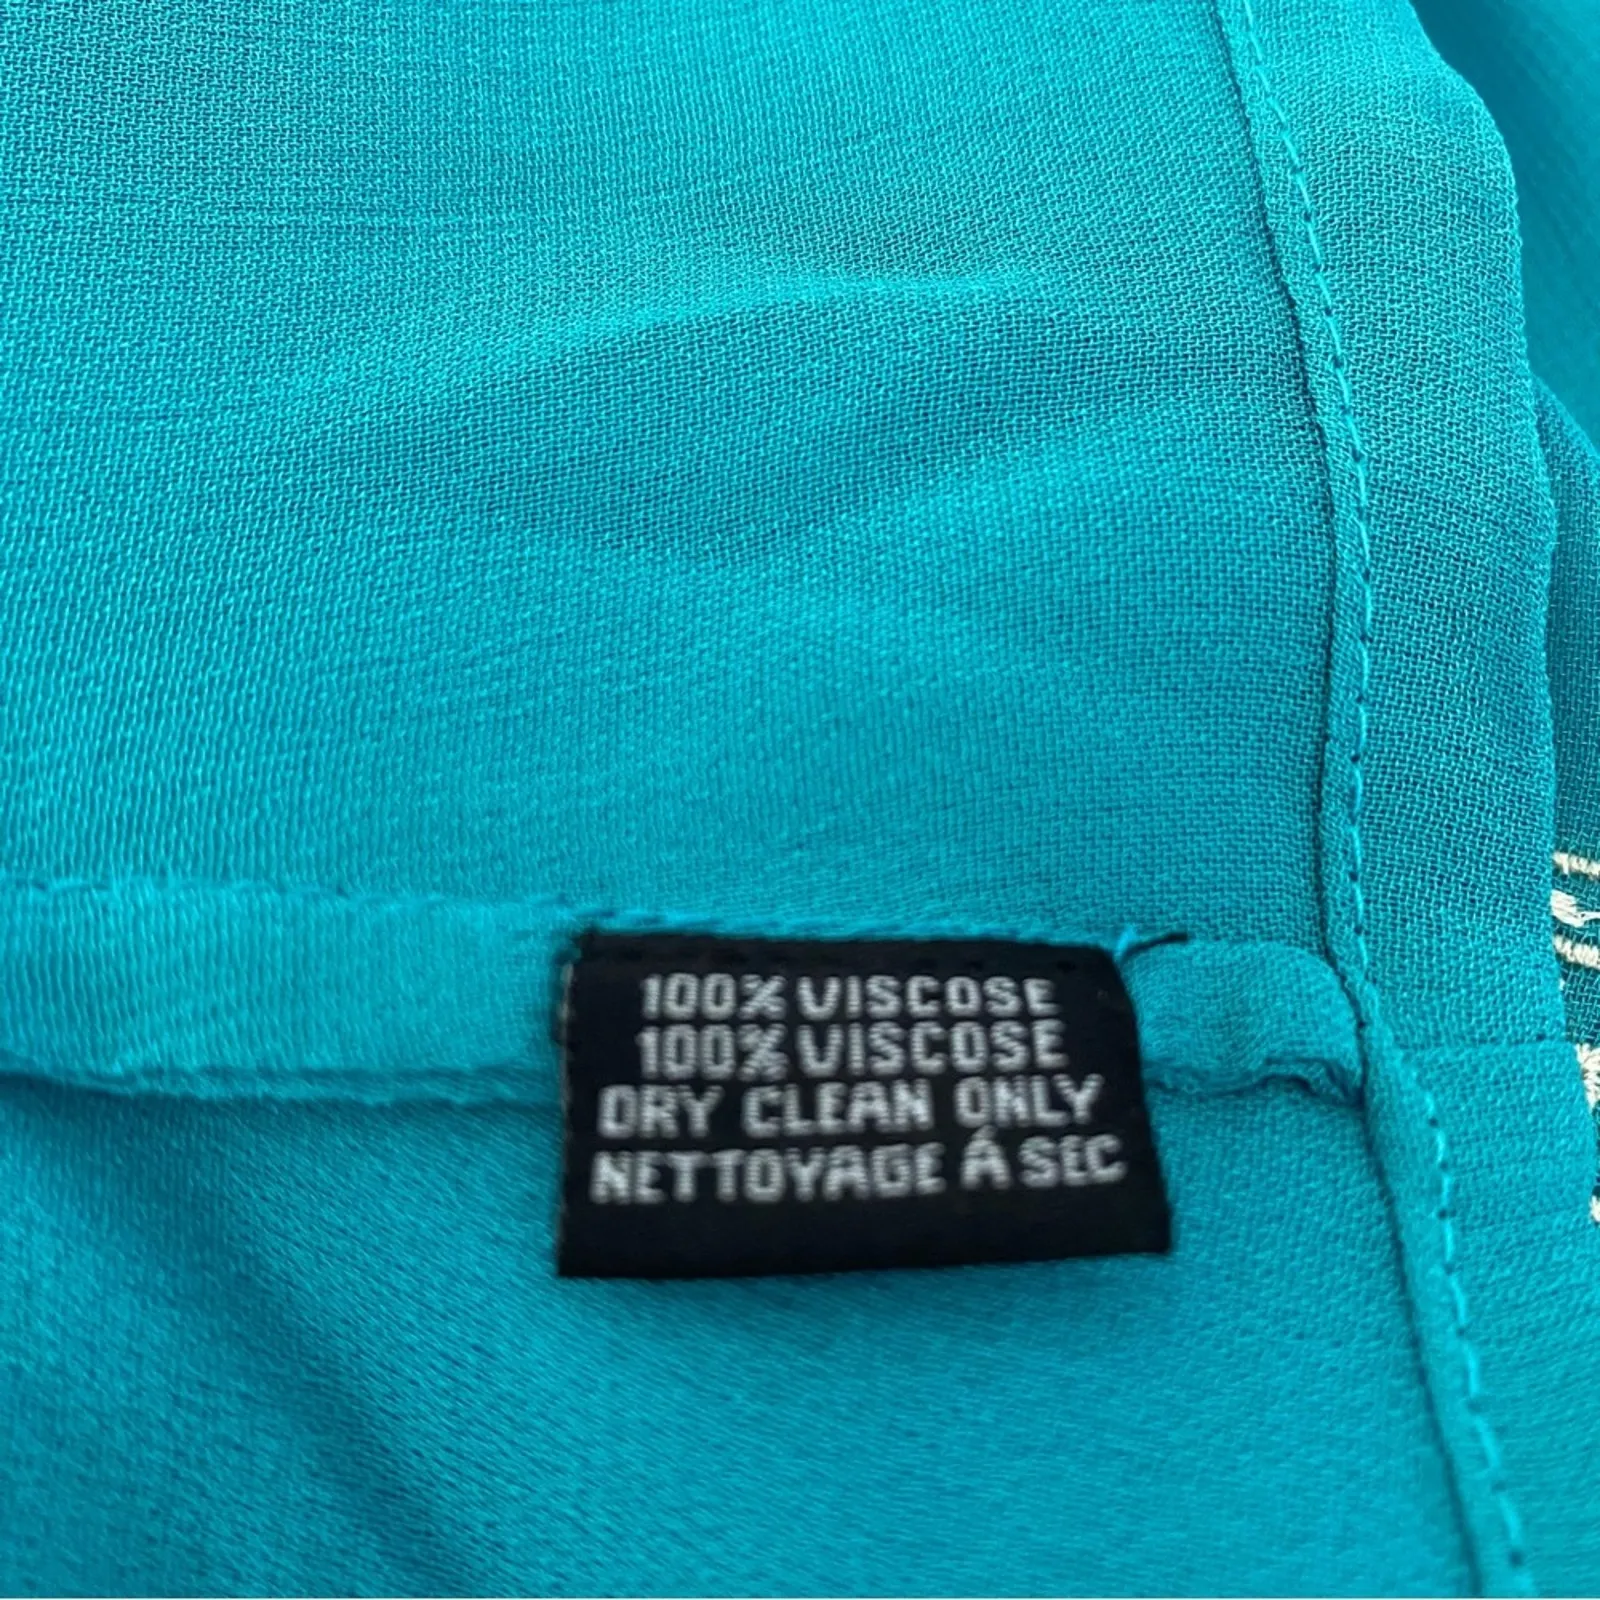 100% VISCOSE
100% VISCOSE
DRY CLEAN ONLY
NETTOYAGE Á SEC